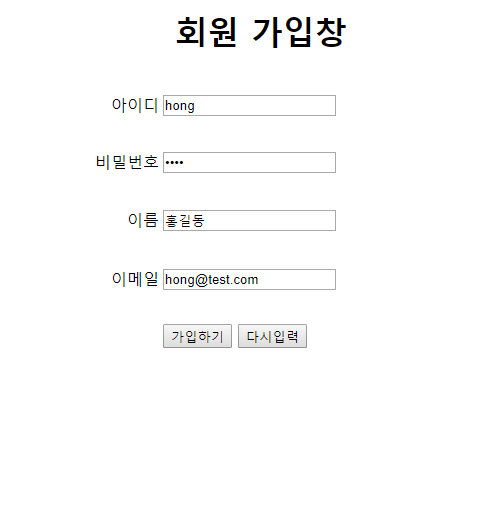 회원 가입창
아이디 hong
비밀번호 ••••
이름 홍길동
이메일 hong@test.com
가입하기 다시입력